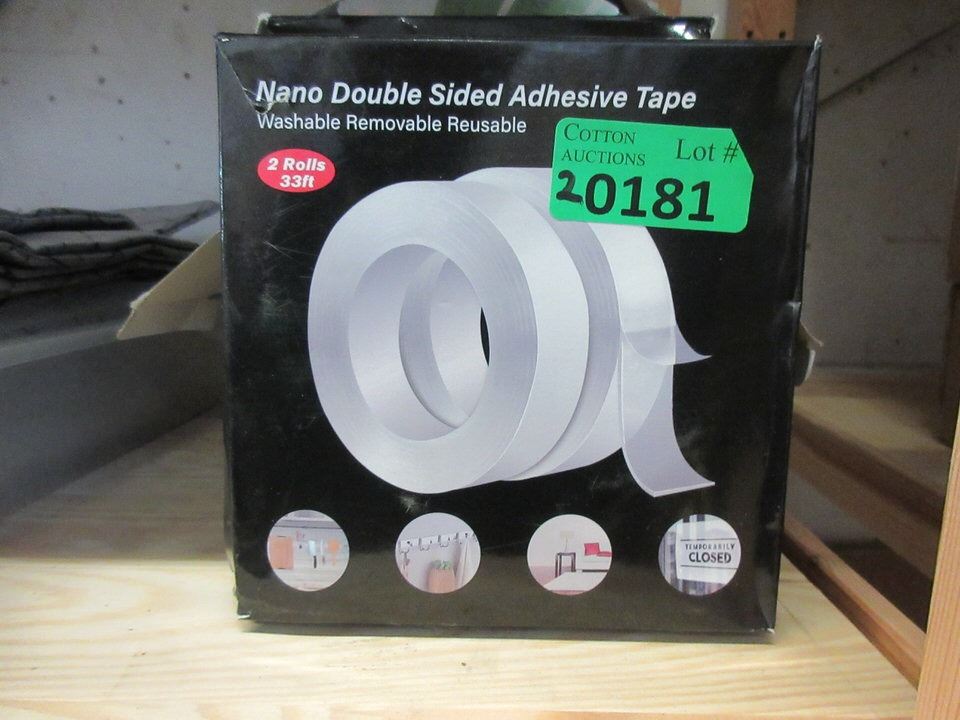 Nano Double Sided Adhesive Tape
Washable Removable Reusable
2 Rolls
33ft
COTTON
AUCTIONS
Lot #
20181
TEMPORARILY
CLOSED